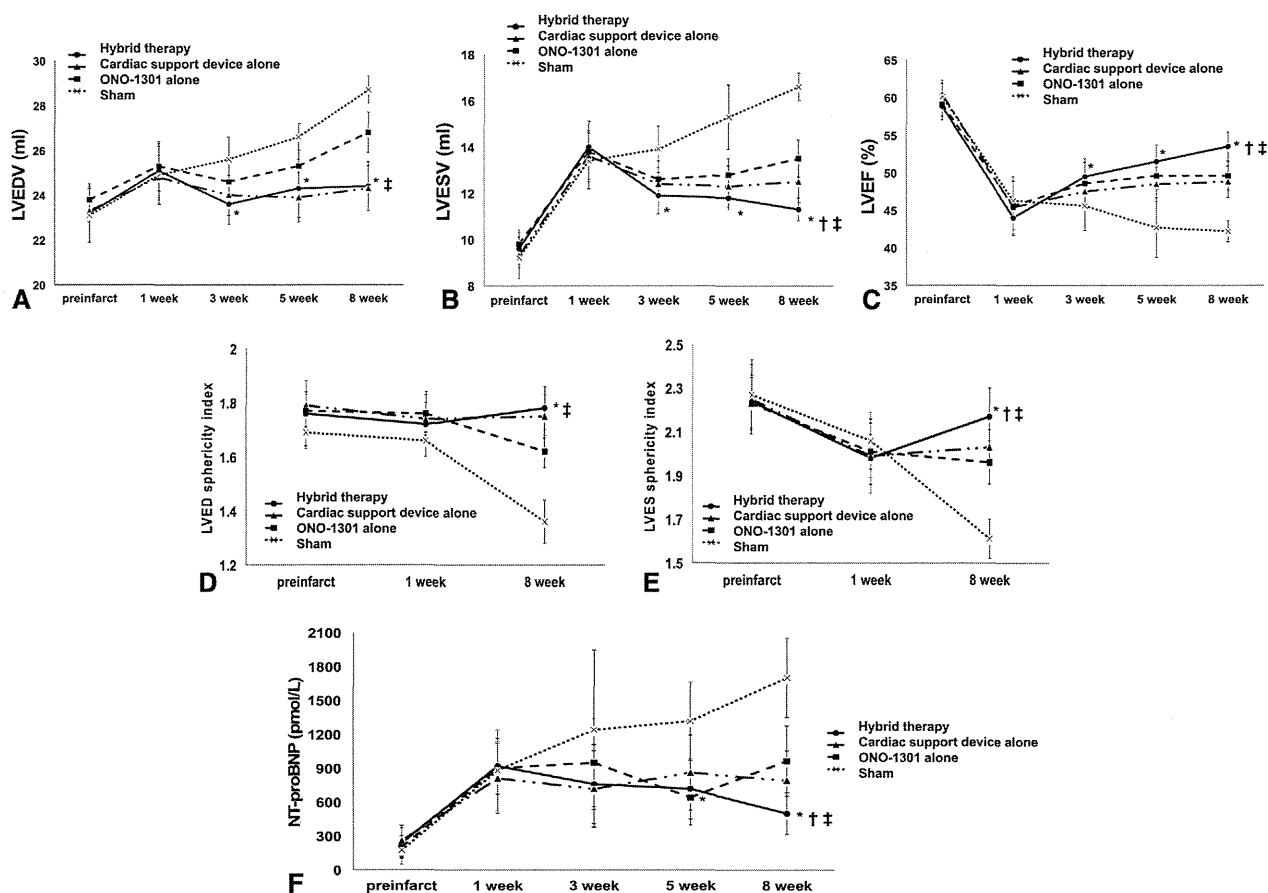 Hybrid therapy
Cardiac support device alone
ONO-1301 alone
Sham
LVEDV (ml)
30
28
26
24
22
20
* 
*
* ‡
preinfarct 1 week 3 week 5 week 8 week
A
Hybrid therapy
Cardiac support device alone
ONO-1301 alone
Sham
LVESV (ml)
18
16
14
12
10
8
*
*
* † ‡
preinfarct 1 week 3 week 5 week 8 week
B
Hybrid therapy
Cardiac support device alone
ONO-1301 alone
Sham
LVEF (%)
65
60
55
50
45
40
35
*
*
* † ‡
preinfarct 1 week 3 week 5 week 8 week
C
LVED sphericity index
2
1.8
1.6
1.4
1.2
* ‡
Hybrid therapy
Cardiac support device alone
ONO-1301 alone
Sham
preinfarct 1 week 8 week
D
LVES sphericity index
2.5
2.3
2.1
1.9
1.7
1.5
* † ‡
Hybrid therapy
Cardiac support device alone
ONO-1301 alone
Sham
preinfarct 1 week 8 week
E
NT-proBNP (pmol/L)
2100
1800
1500
1200
900
600
300
0
*
* † ‡
Hybrid therapy
Cardiac support device alone
ONO-1301 alone
Sham
preinfarct 1 week 3 week 5 week 8 week
F